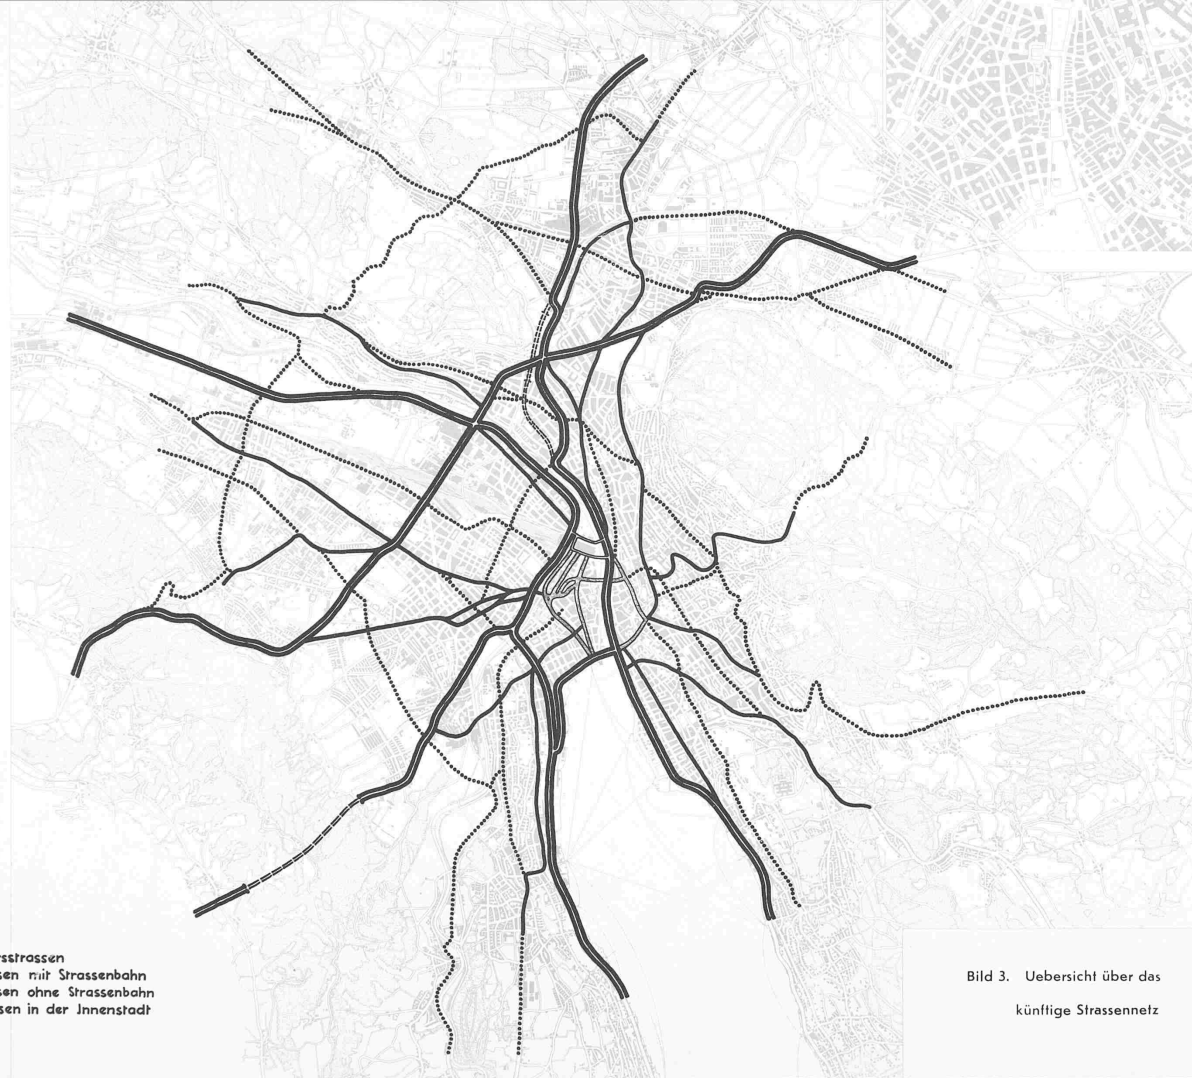 sstrassen
sen mit Strassenbahn
sen ohne Strassenbahn
sen in der Jnnenstadt
Bild 3. Uebersicht über das
künftige Strassennetz